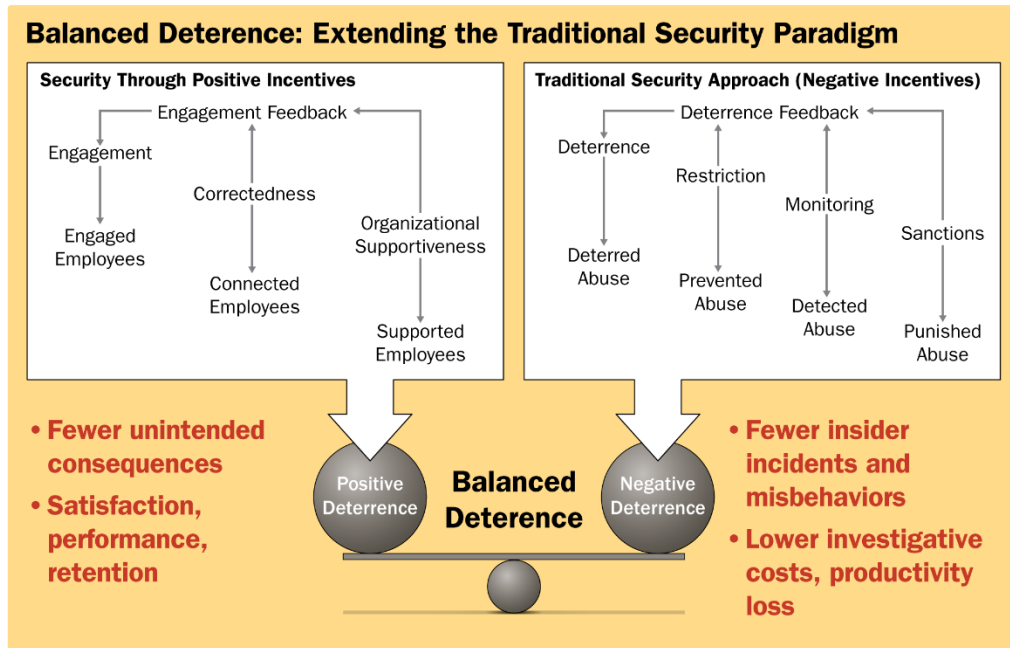 Balanced Deterence: Extending the Traditional Security Paradigm
Security Through Positive Incentives
Engagement Feedback
Engagement
Correctedness
Organizational
Supportiveness
Engaged
Employees
Connected
Employees
Supported
Employees
Traditional Security Approach (Negative Incentives)
Deterrence Feedback
Deterrence
Restriction
Monitoring
Sanctions
Deterred
Abuse
Prevented
Abuse
Detected
Abuse
Punished
Abuse
• Fewer unintended
consequences
• Satisfaction,
performance,
retention
Positive
Deterrence
Balanced
Deterence
Negative
Deterrence
• Fewer insider
incidents and
misbehaviors
• Lower investigative
costs, productivity
loss